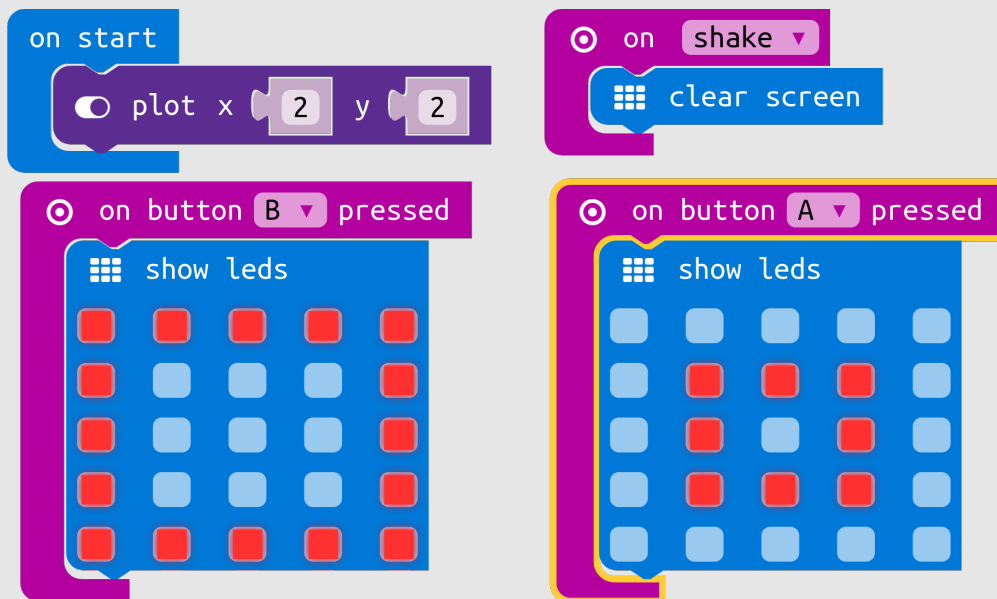 on start
plot x 2 y 2
on shake ▼
clear screen
on button B ▼ pressed
show leds
on button A ▼ pressed
show leds